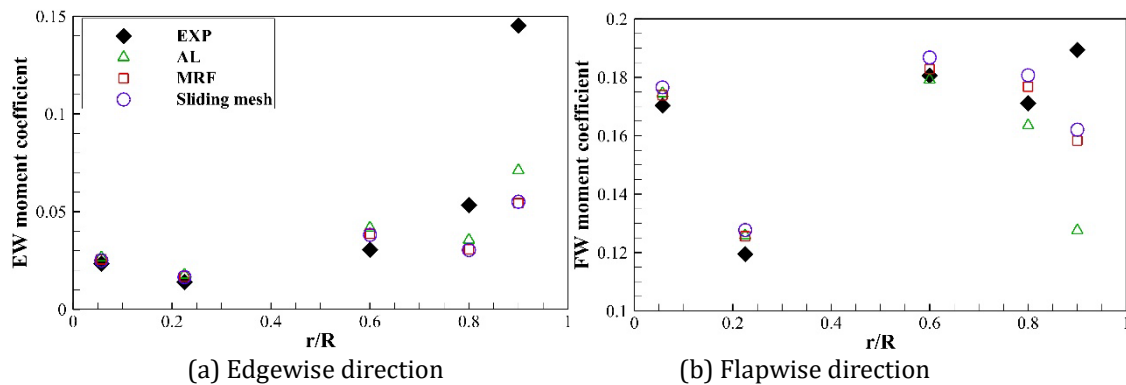 0.15
EXP
AL
MRF
Sliding mesh
0.1
0.05
0
EW moment coefficient
0 0.2 0.4 0.6 0.8 1
r/R
(a) Edgewise direction
0.2
0.18
0.16
0.14
0.12
0.1
FW moment coefficient
0 0.2 0.4 0.6 0.8 1
r/R
(b) Flapwise direction